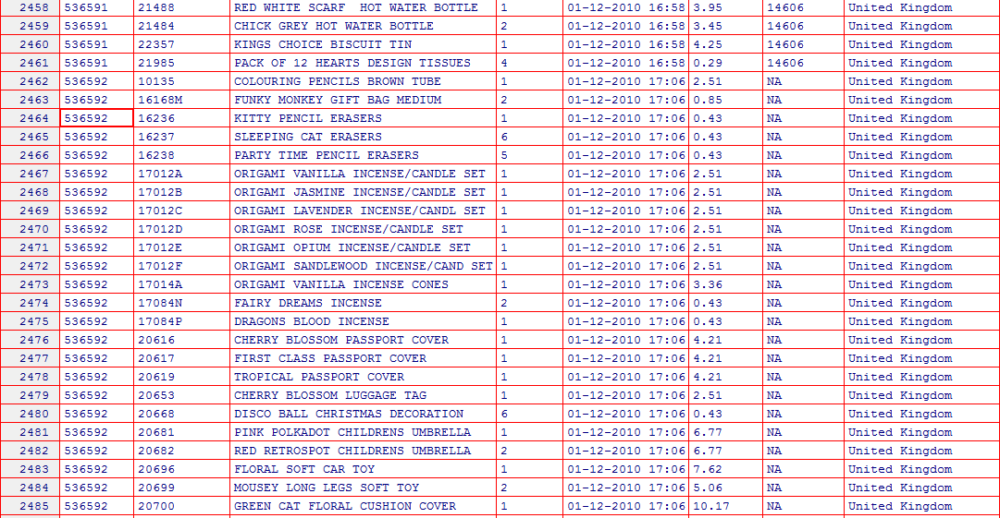 2458 536591 21488 RED WHITE SCARF  HOT WATER BOTTLE 1 01-12-2010 16:58 3.95 14606 United Kingdom
2459 536591 21484 CHICK GREY HOT WATER BOTTLE 2 01-12-2010 16:58 3.45 14606 United Kingdom
2460 536591 22357 KINGS CHOICE BISCUIT TIN 1 01-12-2010 16:58 4.25 14606 United Kingdom
2461 536591 21985 PACK OF 12 HEARTS DESIGN TISSUES 4 01-12-2010 16:58 0.29 14606 United Kingdom
2462 536592 10135 COLOURING PENCILS BROWN TUBE 1 01-12-2010 17:06 2.51 NA United Kingdom
2463 536592 16168M FUNKY MONKEY GIFT BAG MEDIUM 2 01-12-2010 17:06 0.85 NA United Kingdom
2464 536592 16236 KITTY PENCIL ERASERS 1 01-12-2010 17:06 0.43 NA United Kingdom
2465 536592 16237 SLEEPING CAT ERASERS 6 01-12-2010 17:06 0.43 NA United Kingdom
2466 536592 16238 PARTY TIME PENCIL ERASERS 5 01-12-2010 17:06 0.43 NA United Kingdom
2467 536592 17012A ORIGAMI VANILLA INCENSE/CANDLE SET 1 01-12-2010 17:06 2.51 NA United Kingdom
2468 536592 17012B ORIGAMI JASMINE INCENSE/CANDLE SET 1 01-12-2010 17:06 2.51 NA United Kingdom
2469 536592 17012C ORIGAMI LAVENDER INCENSE/CANDL SET 1 01-12-2010 17:06 2.51 NA United Kingdom
2470 536592 17012D ORIGAMI ROSE INCENSE/CANDLE SET 1 01-12-2010 17:06 2.51 NA United Kingdom
2471 536592 17012E ORIGAMI OPIUM INCENSE/CANDLE SET 1 01-12-2010 17:06 2.51 NA United Kingdom
2472 536592 17012F ORIGAMI SANDLEWOOD INCENSE/CAND SET 1 01-12-2010 17:06 2.51 NA United Kingdom
2473 536592 17014A ORIGAMI VANILLA INCENSE CONES 1 01-12-2010 17:06 3.36 NA United Kingdom
2474 536592 17084N FAIRY DREAMS INCENSE 2 01-12-2010 17:06 0.43 NA United Kingdom
2475 536592 17084P DRAGONS BLOOD INCENSE 1 01-12-2010 17:06 0.43 NA United Kingdom
2476 536592 20616 CHERRY BLOSSOM PASSPORT COVER 1 01-12-2010 17:06 4.21 NA United Kingdom
2477 536592 20617 FIRST CLASS PASSPORT COVER 1 01-12-2010 17:06 4.21 NA United Kingdom
2478 536592 20619 TROPICAL PASSPORT COVER 1 01-12-2010 17:06 4.21 NA United Kingdom
2479 536592 20653 CHERRY BLOSSOM LUGGAGE TAG 1 01-12-2010 17:06 2.51 NA United Kingdom
2480 536592 20668 DISCO BALL CHRISTMAS DECORATION 6 01-12-2010 17:06 0.43 NA United Kingdom
2481 536592 20681 PINK POLKADOT CHILDRENS UMBRELLA 1 01-12-2010 17:06 6.77 NA United Kingdom
2482 536592 20682 RED RETROSPOT CHILDRENS UMBRELLA 2 01-12-2010 17:06 6.77 NA United Kingdom
2483 536592 20696 FLORAL SOFT CAR TOY 1 01-12-2010 17:06 7.62 NA United Kingdom
2484 536592 20699 MOUSEY LONG LEGS SOFT TOY 2 01-12-2010 17:06 5.06 NA United Kingdom
2485 536592 20700 GREEN CAT FLORAL CUSHION COVER 1 01-12-2010 17:06 10.17 NA United Kingdom